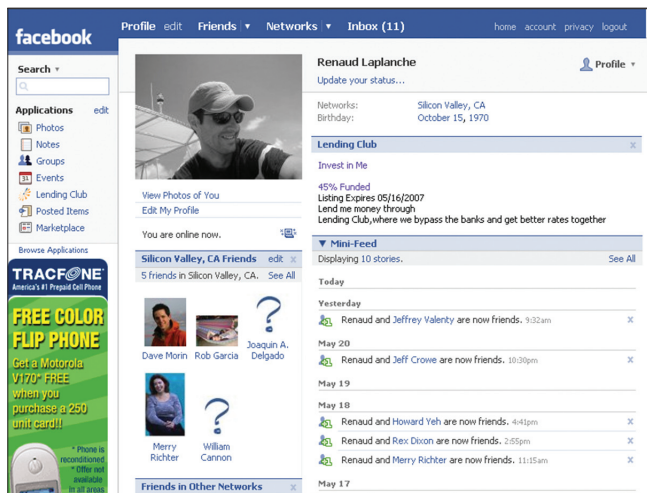 facebook
Profile edit Friends Networks Inbox (11)
home account privacy logout
Search
Applications edit
Photos
Notes
Groups
31 Events
Lending Club
Posted Items
Marketplace
Browse Applications
TRACFONE
America's #1 Prepaid Cell Phone
FREE COLOR
FLIP PHONE
Get a Motorola
V170* FREE
when you
purchase a 250
unit card!!
* Phone is
reconditioned
* Offer not
available
in all areas
View Photos of You
Edit My Profile
You are online now.
Silicon Valley, CA Friends edit x
5 friends in Silicon Valley, CA. See All
Dave Morin Rob Garcia Joaquin A.
Delgado
Merry
Richter
William
Cannon
Friends in Other Networks x
Renaud Laplanche
Update your status...
Profile
Networks: Silicon Valley, CA
Birthday: October 15, 1970
Lending Club x
Invest in Me
45% Funded
Listing Expires 05/16/2007
Lend me money through
Lending Club,where we bypass the banks and get better rates together
Mini-Feed
Displaying 10 stories. See All
Today
Yesterday
Renaud and Jeffrey Valenty are now friends. 9:32am x
May 20
Renaud and Jeff Crowe are now friends. 10:30pm x
May 19
May 18
Renaud and Howard Yeh are now friends. 4:41pm x
Renaud and Rex Dixon are now friends. 2:55pm x
Renaud and Merry Richter are now friends. 11:15am x
May 17